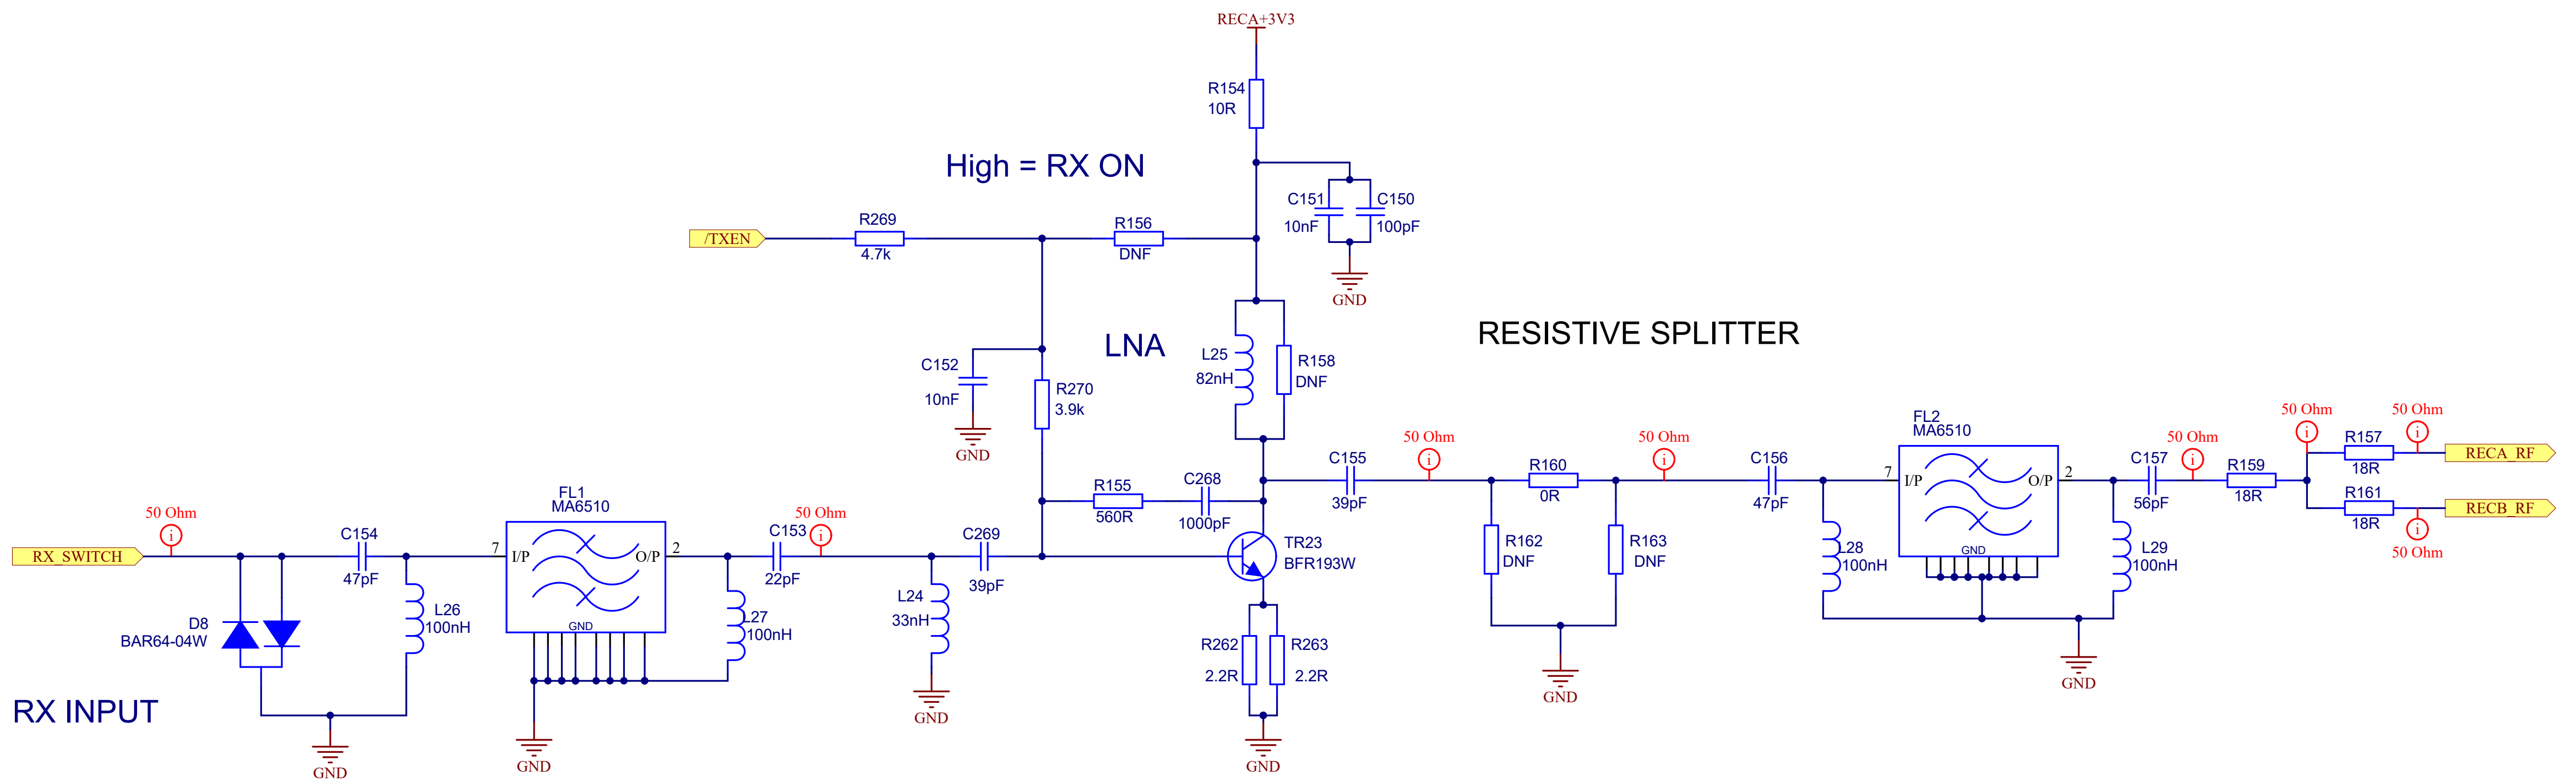 RECA+3V3
R154
10R
High = RX ON
C151
10nF
C150
100pF
GND
/TXEN
R269
4.7k
R156
DNF
LNA
RESISTIVE SPLITTER
L25
82nH
R158
DNF
C152
10nF
GND
R270
3.9k
R155
560R
C268
1000pF
C155
39pF
50 Ohm
R160
0R
50 Ohm
C156
47pF
FL2
MA6510
7
I/P
O/P
2
GND
C157
56pF
50 Ohm
R159
18R
50 Ohm
R157
18R
50 Ohm
RECA_RF
R161
18R
RECB_RF
50 Ohm
RX_SWITCH
50 Ohm
C154
47pF
FL1
MA6510
7
I/P
O/P
2
GND
C153
22pF
50 Ohm
C269
39pF
TR23
BFR193W
R162
DNF
R163
DNF
L28
100nH
L29
100nH
D8
BAR64-04W
L26
100nH
L27
100nH
L24
33nH
R262
2.2R
R263
2.2R
RX INPUT
GND
GND
GND
GND
GND
GND
i
i
i
i
i
i
i
i